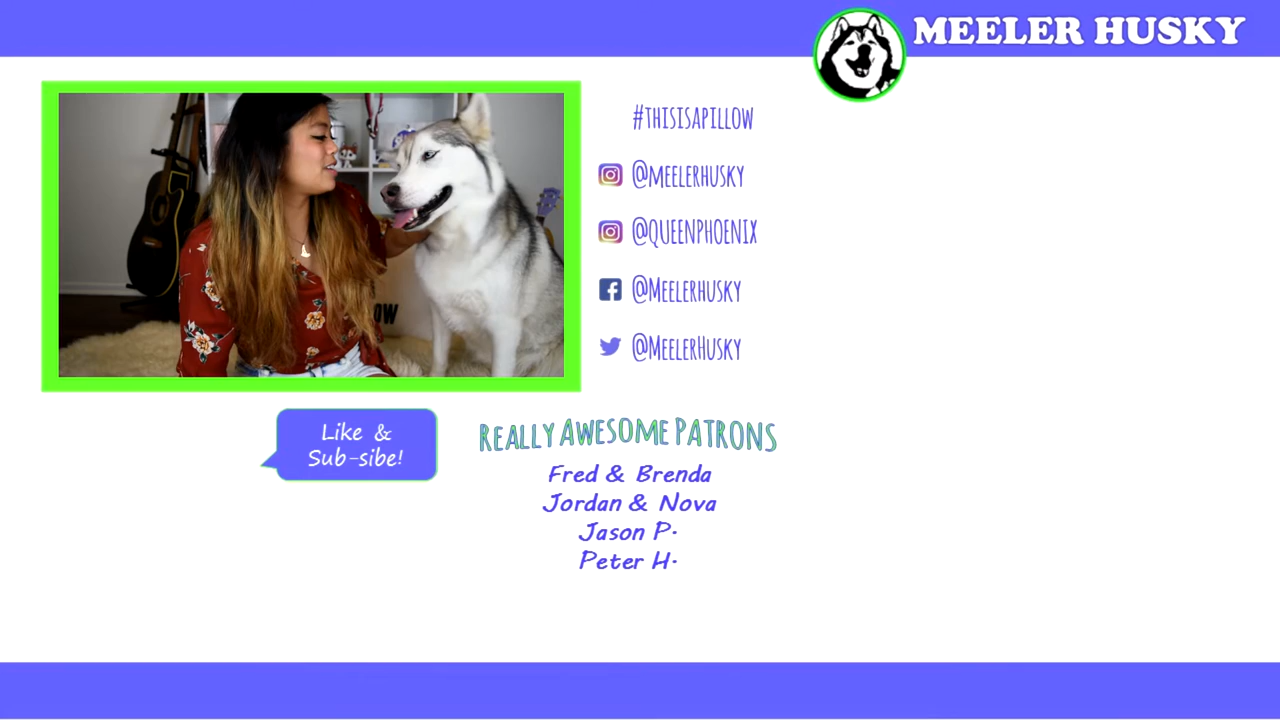 MEELER HUSKY
#THISISAPILLOW
@MEELERHUSKY
@QUEENPHOENIX
@MEELERHUSKY
@MEELERHUSKY
Like &
Sub-sibe!
REALLY AWESOME PATRONS
Fred & Brenda
Jordan & Nova
Jason P.
Peter H.